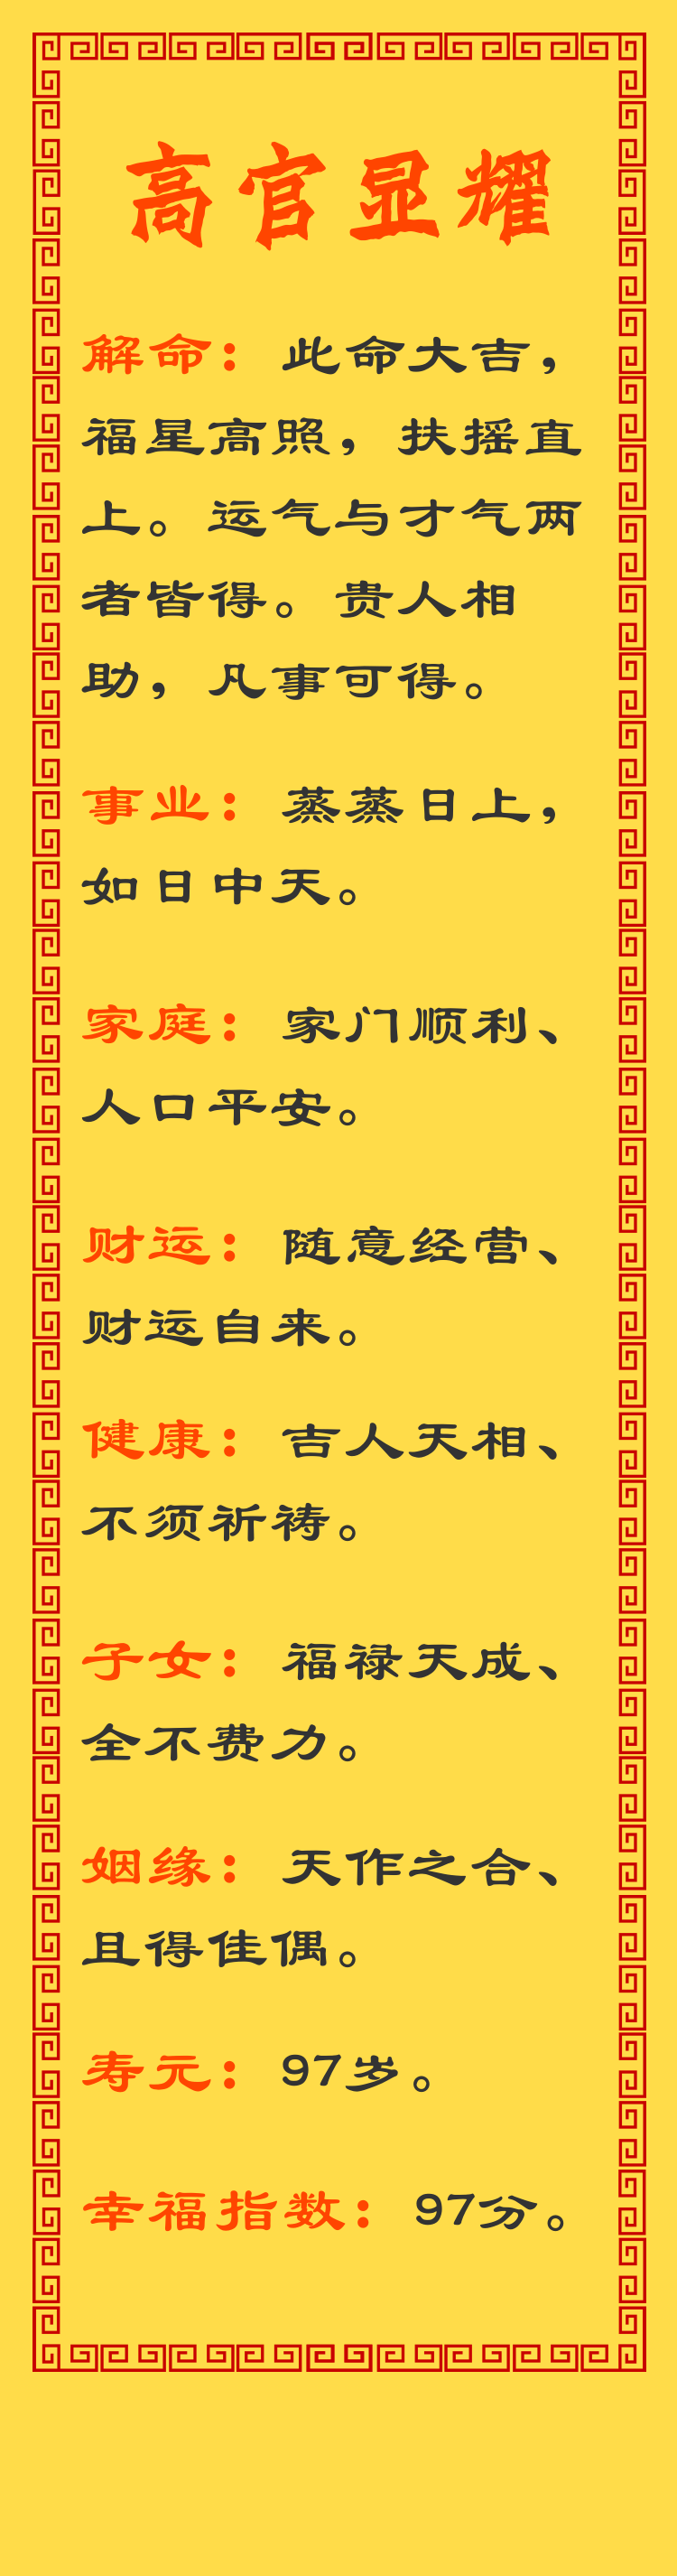 高官显耀
解命：此命大吉，
福星高照，扶摇直
上。运气与才气两
者皆得。贵人相
助，凡事可得。
事业：蒸蒸日上，
如日中天。
家庭：家门顺利、
人口平安。
财运：随意经营、
财运自来。
健康：吉人天相、
不须祈祷。
子女：福禄天成、
全不费力。
姻缘：天作之合、
且得佳偶。
寿元：97岁。
幸福指数：97分。